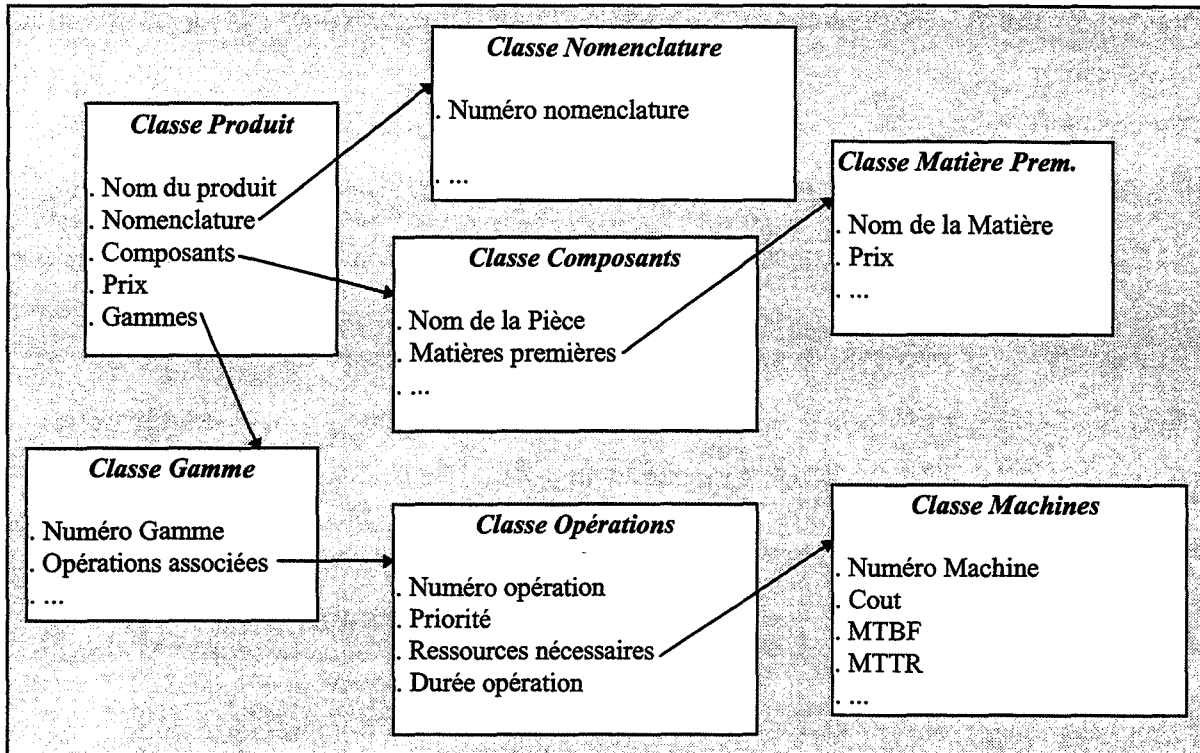 Classe Nomenclature
. Numéro nomenclature
. ...
Classe Produit
. Nom du produit
. Nomenclature
. Composants
. Prix
. Gammes
Classe Matière Prem.
. Nom de la Matière
. Prix
. ...
Classe Composants
. Nom de la Pièce
. Matières premières
. ...
Classe Gamme
. Numéro Gamme
. Opérations associées
. ...
Classe Opérations
. Numéro opération
. Priorité
. Ressources nécessaires
. Durée opération
Classe Machines
. Numéro Machine
. Cout
. MTBF
. MTTR
. ...